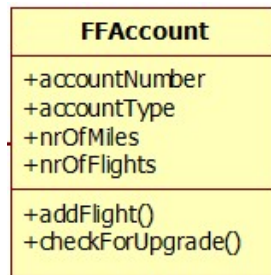 FFAccount
+accountNumber
+accountType
+nrOfMiles
+nrOfFlights
+addFlight()
+checkForUpgrade()